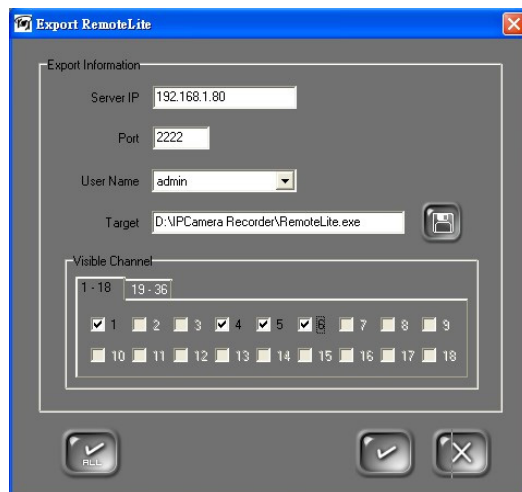 Export RemoteLite
Export Information
Server IP 192.168.1.80
Port 2222
User Name admin
Target D:\IPCamera Recorder\RemoteLite.exe
Visible Channel
1 - 18 19 - 36
1 2 3 4 5 6 7 8 9
10 11 12 13 14 15 16 17 18
ALL